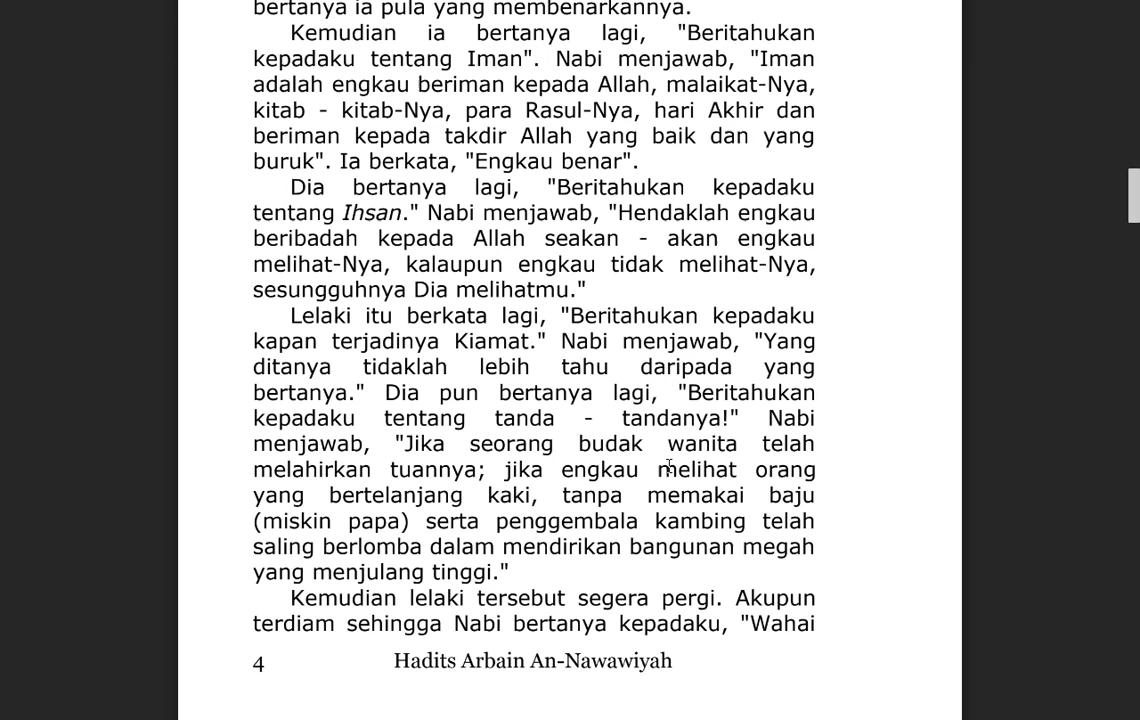 bertanya ia pula yang membenarkannya.
Kemudian ia bertanya lagi, "Beritahukan
kepadaku tentang Iman". Nabi menjawab, "Iman
adalah engkau beriman kepada Allah, malaikat-Nya,
kitab - kitab-Nya, para Rasul-Nya, hari Akhir dan
beriman kepada takdir Allah yang baik dan yang
buruk". Ia berkata, "Engkau benar".
Dia bertanya lagi, "Beritahukan kepadaku
tentang Ihsan." Nabi menjawab, "Hendaklah engkau
beribadah kepada Allah seakan - akan engkau
melihat-Nya, kalaupun engkau tidak melihat-Nya,
sesungguhnya Dia melihatmu."
Lelaki itu berkata lagi, "Beritahukan kepadaku
kapan terjadinya Kiamat." Nabi menjawab, "Yang
ditanya tidaklah lebih tahu daripada yang
bertanya." Dia pun bertanya lagi, "Beritahukan
kepadaku tentang tanda - tandanya!" Nabi
menjawab, "Jika seorang budak wanita telah
melahirkan tuannya; jika engkau melihat orang
yang bertelanjang kaki, tanpa memakai baju
(miskin papa) serta penggembala kambing telah
saling berlomba dalam mendirikan bangunan megah
yang menjulang tinggi."
Kemudian lelaki tersebut segera pergi. Akupun
terdiam sehingga Nabi bertanya kepadaku, "Wahai
4 Hadits Arbain An-Nawawiyah